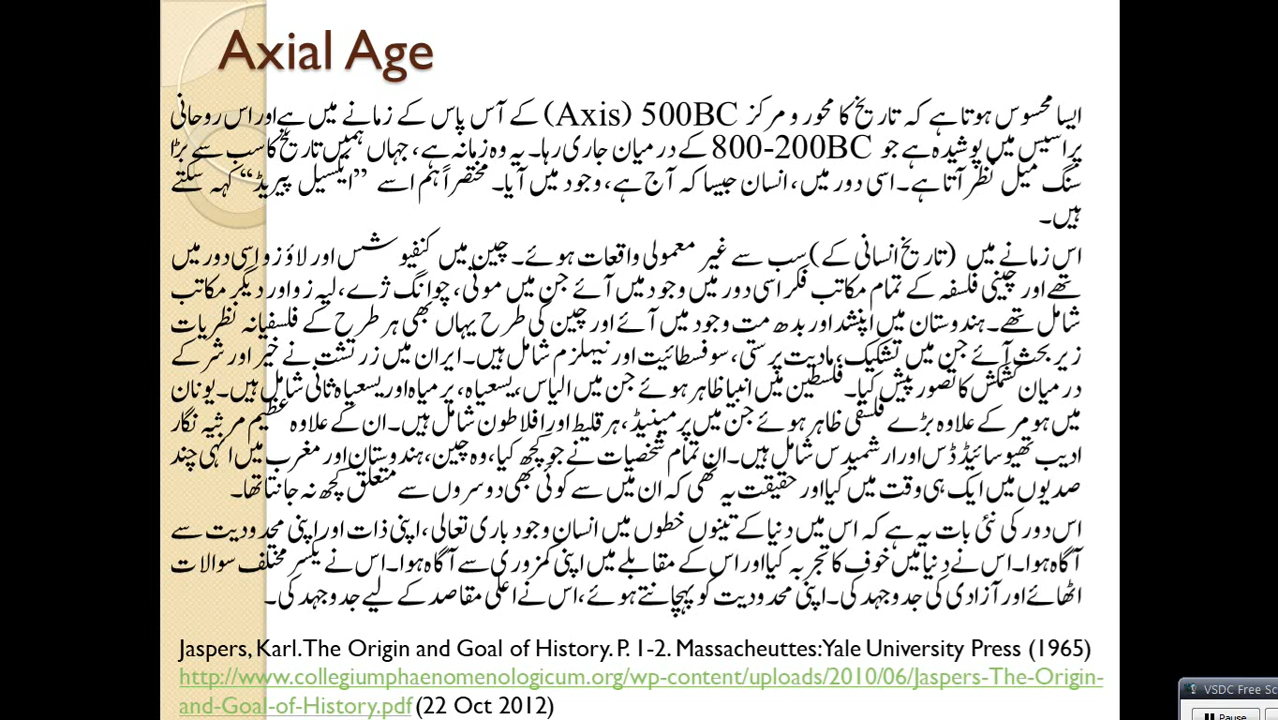 Axial Age
ایسا محسوس ہوتا ہے کہ تاریخ کا محور و مرکز 500BC (Axis) کے آس پاس کے زمانے میں ہے اور اس روحانی
پراسیس میں پوشیدہ ہے جو 800-200BC کے درمیان جاری رہا۔ یہ وہ زمانہ ہے، جہاں ہمیں تاریخ کا سب سے بڑا
سنگ میل نظر آتا ہے۔ اسی دور میں، انسان جیسا کہ آج ہے، وجود میں آیا۔ مختصراً ہم اسے ”ایکسیل پیریڈ“ کہہ سکتے
ہیں۔
اس زمانے میں (تاریخ انسانی کے) سب سے غیر معمولی واقعات ہوئے۔ چین میں کنفیوشس اور لاؤ زو اسی دور میں
تھے اور چینی فلسفہ کے تمام مکاتب فکر اسی دور میں وجود میں آئے جن میں موٹی، چوانگ ژے، لیہ زو اور دیگر مکاتب
شامل تھے۔ ہندوستان میں اپنشد اور بدھ مت وجود میں آئے اور چین کی طرح یہاں بھی ہر طرح کے فلسفیانہ نظریات
زیر بحث آئے جن میں تشکیک، مادیت پرستی، سوفسطائیت اور نیہلزم شامل ہیں۔ ایران میں زرتشت نے خیر اور شر کے
درمیان کشمکش کا تصور پیش کیا۔ فلسطین میں انبیا ظاہر ہوئے جن میں الیاس، یسعیاہ، یرمیاہ اور یسعیاہ ثانی شامل ہیں۔ یونان
میں ہومر کے علاوہ بڑے فلسفی ظاہر ہوئے جن میں پرمینیڈ، ہرقلیط اور افلاطون شامل ہیں۔ ان کے علاوہ عظیم مرثیہ نگار
ادیب تھیوسائیڈڈس اور ارشمیدس شامل ہیں۔ ان تمام شخصیات نے جو کچھ کیا، وہ چین، ہندوستان اور مغرب میں انہی چند
صدیوں میں ایک ہی وقت میں کیا اور حقیقت یہ تھی کہ ان میں سے کوئی بھی دوسروں سے متعلق کچھ نہ جانتا تھا۔
اس دور کی نئی بات یہ ہے کہ اس میں دنیا کے تینوں خطوں میں انسان وجود باری تعالی، اپنی ذات اور اپنی محدودیت سے
آگاہ ہوا۔ اس نے دنیا میں خوف کا تجربہ کیا اور اس کے مقابلے میں اپنی کمزوری سے آگاہ ہوا۔ اس نے یکسر مختلف سوالات
اٹھائے اور آزادی کی جدوجہد کی۔ اپنی محدودیت کو پہچانتے ہوئے، اس نے اعلی مقاصد کے لیے جدوجہد کی۔
Jaspers, Karl. The Origin and Goal of History. P. 1-2. Massacheuttes: Yale University Press (1965)
http://www.collegiumphaenomenologicum.org/wp-content/uploads/2010/06/Jaspers-The-Origin-
and-Goal-of-History.pdf (22 Oct 2012)
VSDC Free Sc
Pause